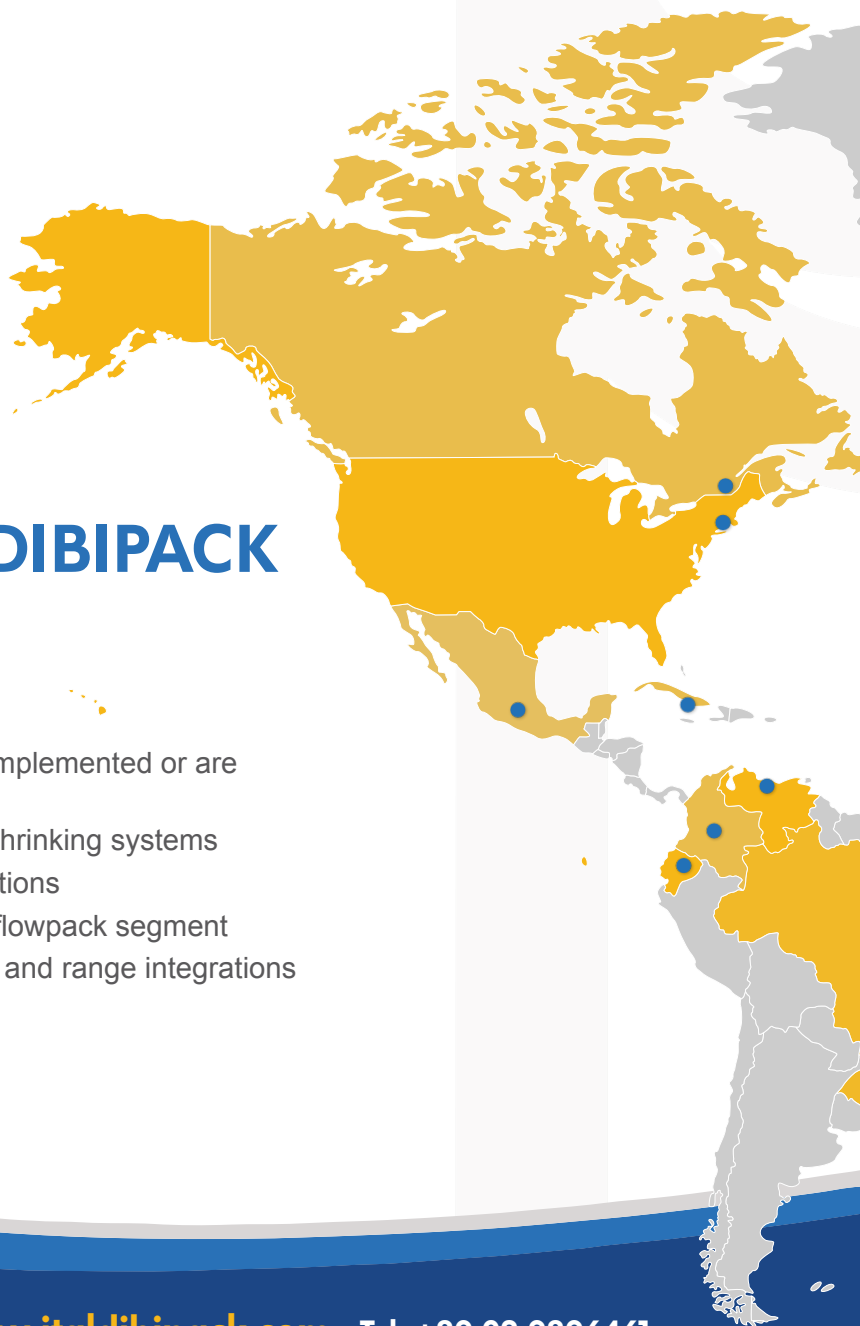 DIBIPACK
mplemented or are
hrinking systems
tions
flowpack segment
and range integrations